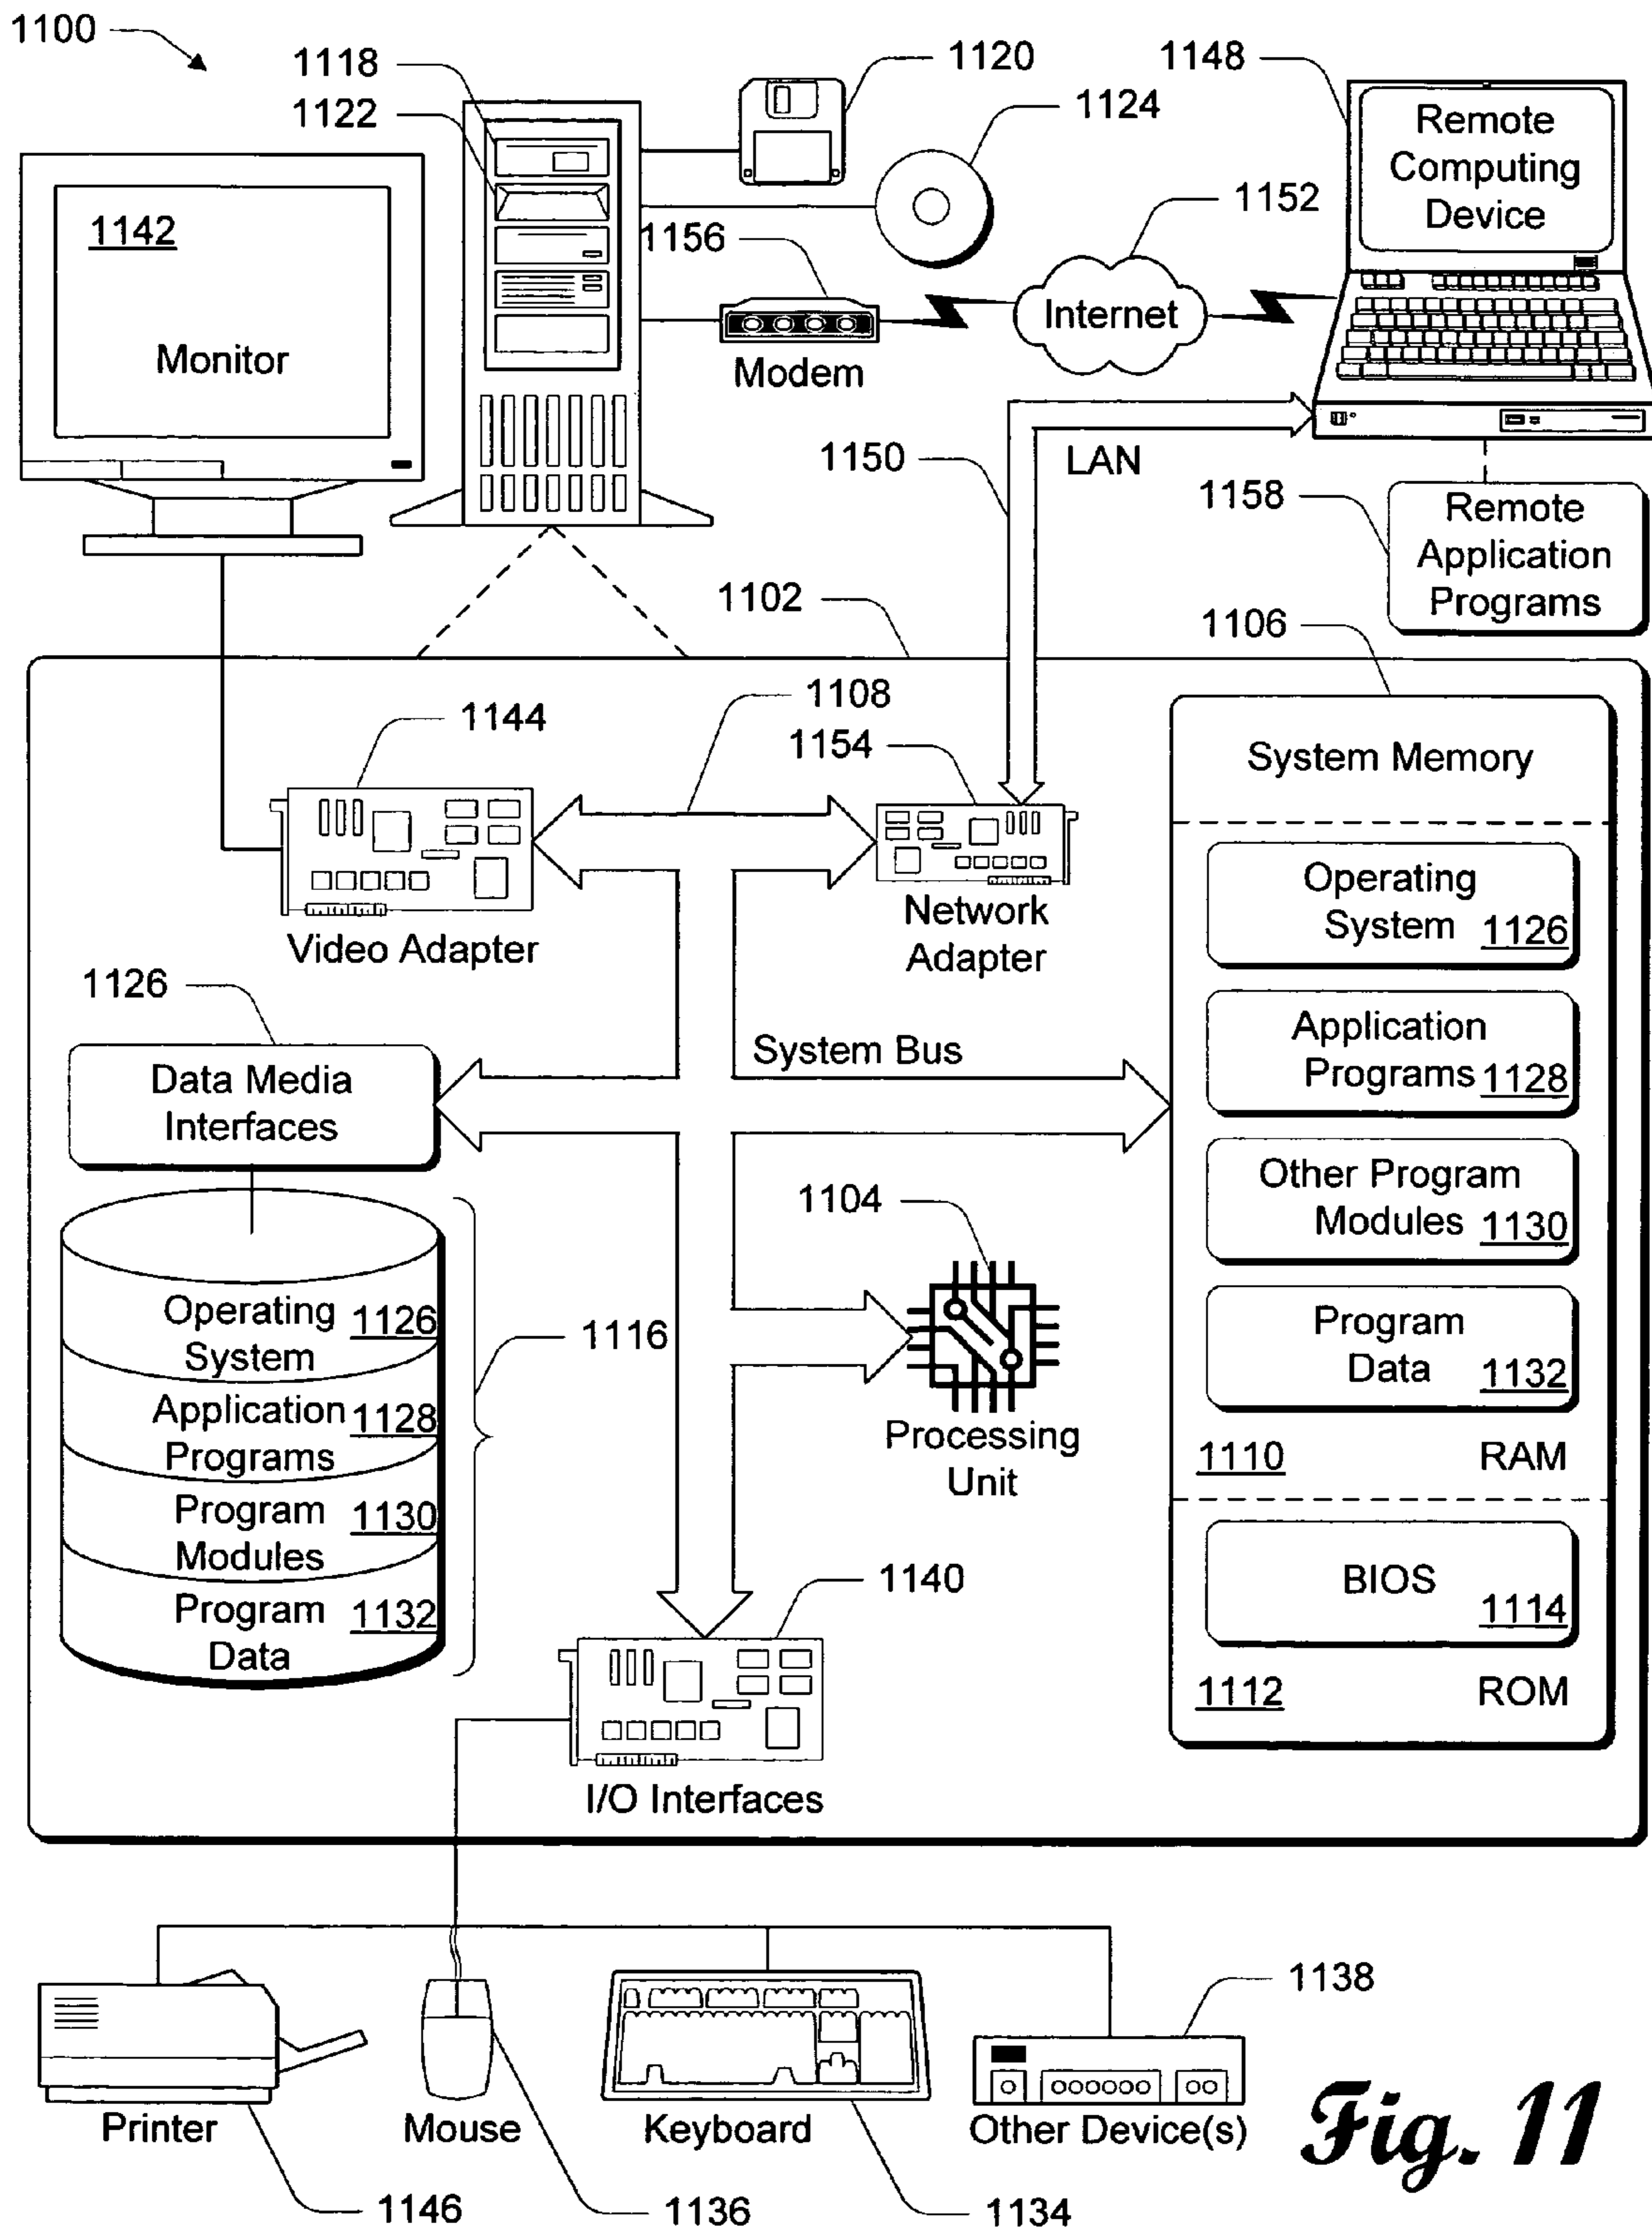 1100
1118
1122
1120
1124
1148
Remote
Computing
Device
1152
1142
1156
Internet
Monitor
Modem
1150
LAN
1158
Remote
Application
Programs
1102
1106
1108
1144
1154
System Memory
Operating
System 1126
Video Adapter
Network
Adapter
1126
Application
Programs 1128
Data Media
Interfaces
System Bus
Other Program
Modules 1130
1104
Operating
System 1126
1116
Program
Data 1132
Application
Programs 1128
Processing
Unit
1110 RAM
Program
Modules 1130
BIOS
1114
1140
Program
Data 1132
1112 ROM
I/O Interfaces
1138
Printer
Mouse
Keyboard
Other Device(s)
1146
1136
1134
Fig. 11